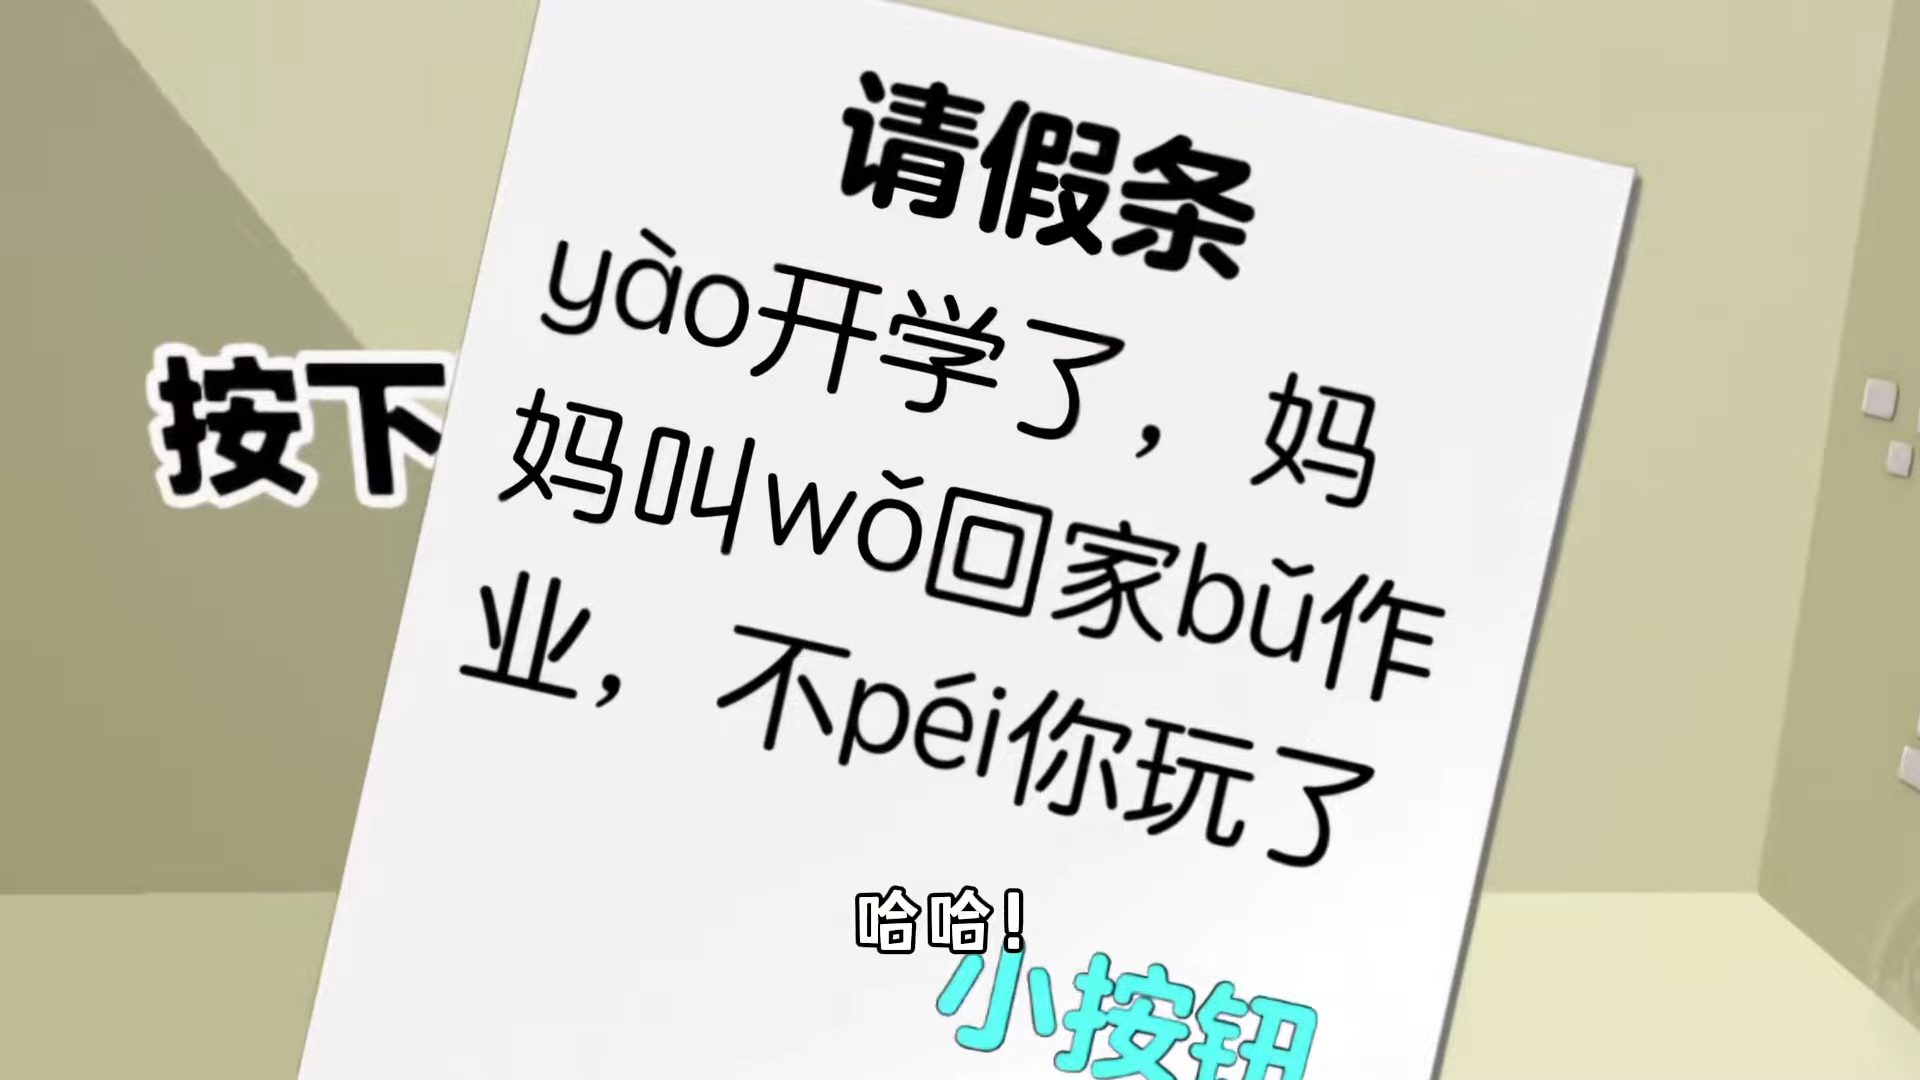 请假条
yào开学了，妈
妈叫wǒ回家bǔ作
业，不péi你玩了
按下
哈哈！
小按钮